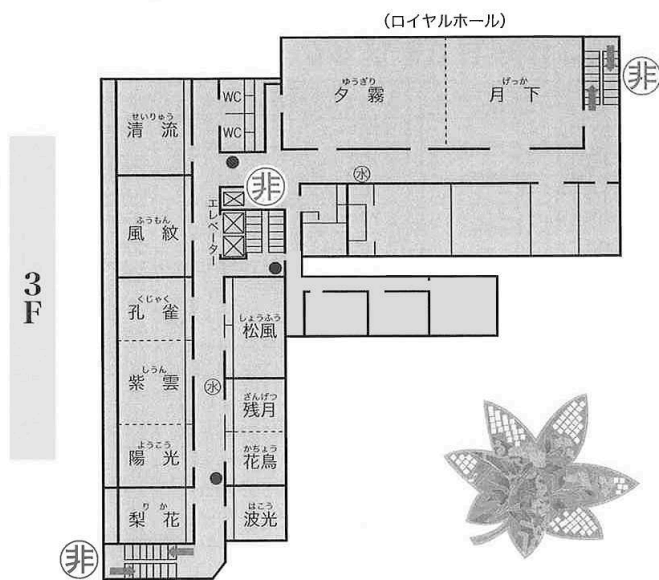 (ロイヤルホール)
ゆうぎり
夕霧
げっか
月下
非
せいりゅう
清流
WC
WC
水
非
エレベーター
ふうもん
風紋
3F
くじゃく
孔雀
しょうふう
松風
しうん
紫雲
水
ざんげつ
残月
ようこう
陽光
かちょう
花鳥
りか
梨花
はこう
波光
非